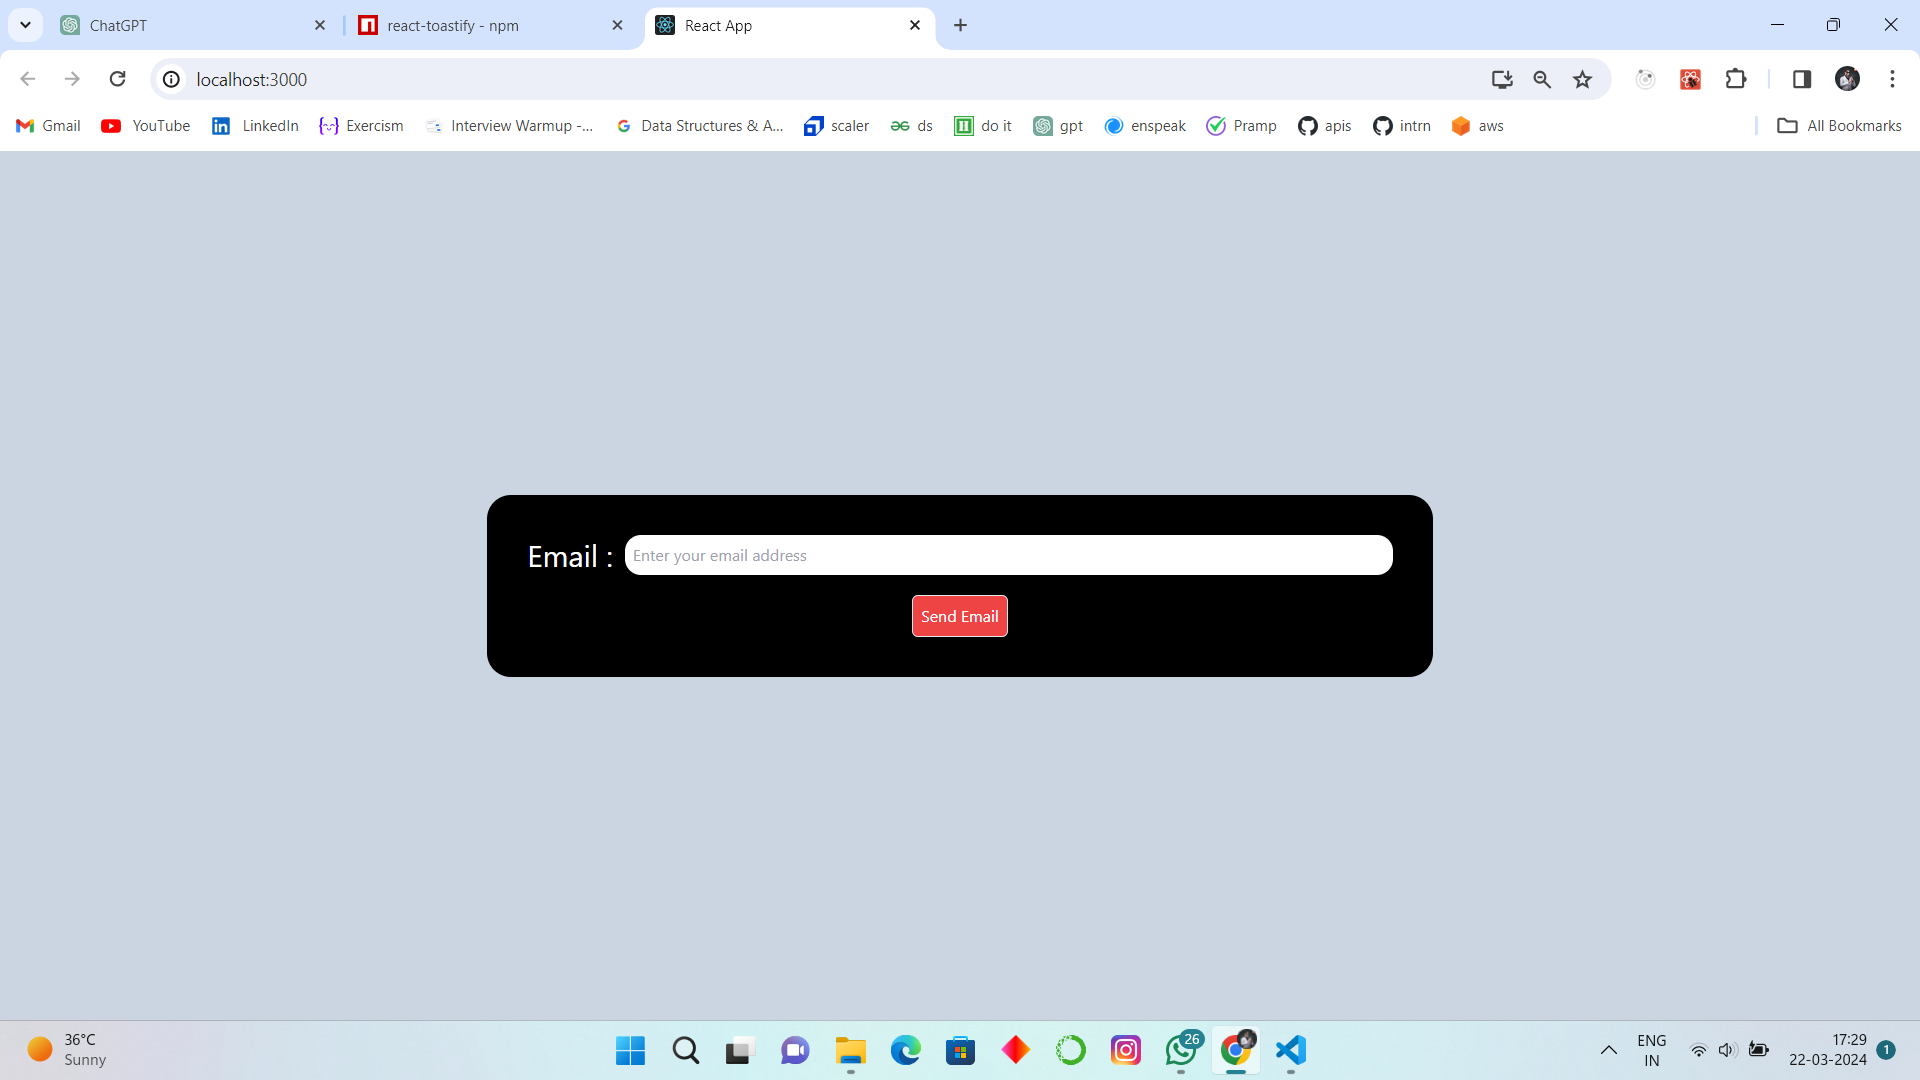 ChatGPT
react-toastify - npm
React App
localhost:3000
Gmail
YouTube
LinkedIn
Exercism
Interview Warmup -...
Data Structures & A...
scaler
ds
do it
gpt
enspeak
Pramp
apis
intrn
aws
All Bookmarks
Email :
Enter your email address
Send Email
36°C
Sunny
26
ENG
IN
17:29
22-03-2024
1